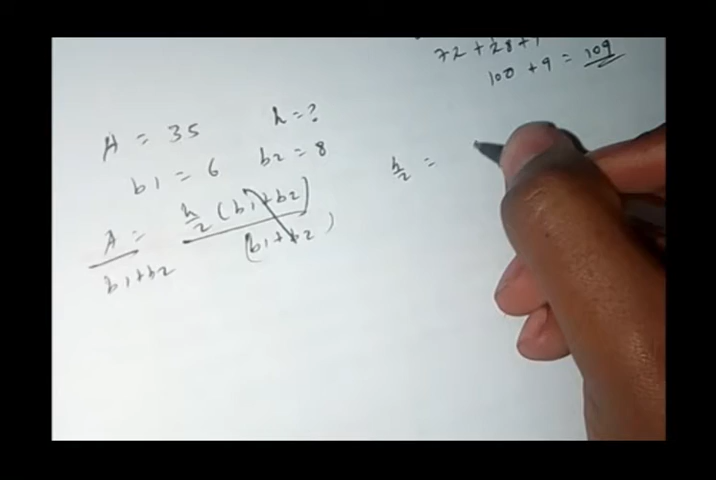 72 + 28 +
100 + 9 = 109
A = 35 h = ?
b1 = 6 b2 = 8
A = h/2 (b1 + b2)
b1 + b2 (b1 + b2)
h/2 =